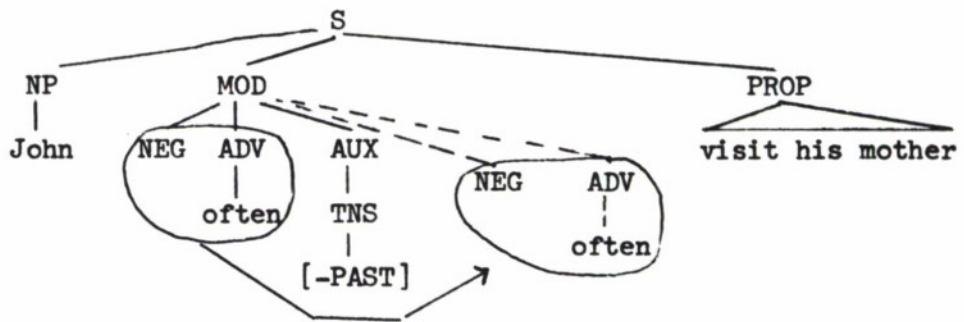 S
NP MOD PROP
John NEG ADV AUX visit his mother
NEG ADV
often TNS
often
[-PAST]